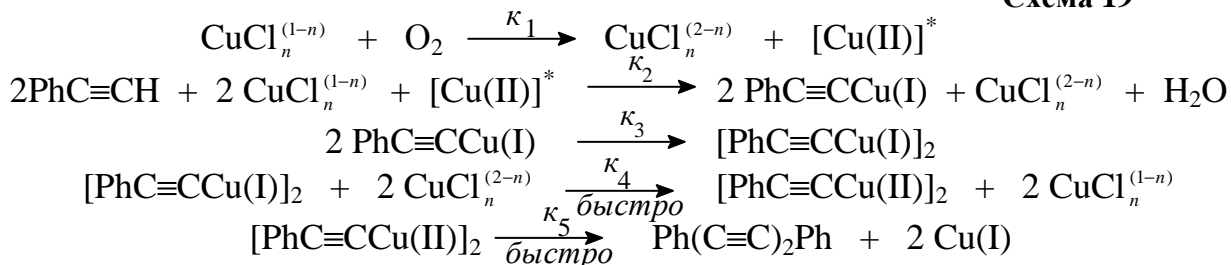 Схема 19
CuCl_n^(1−n) + O2 —κ1→ CuCl_n^(2−n) + [Cu(II)]*
2PhC≡CH + 2 CuCl_n^(1−n) + [Cu(II)]* —κ2→ 2 PhC≡CCu(I) + CuCl_n^(2−n) + H2O
2 PhC≡CCu(I) —κ3→ [PhC≡CCu(I)]2
[PhC≡CCu(I)]2 + 2 CuCl_n^(2−n) —κ4 быстро→ [PhC≡CCu(II)]2 + 2 CuCl_n^(1−n)
[PhC≡CCu(II)]2 —κ5 быстро→ Ph(C≡C)2Ph + 2 Cu(I)